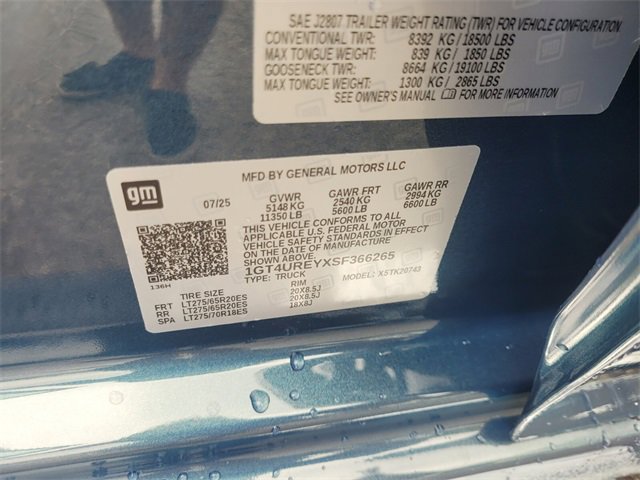 SAE J2807 TRAILER WEIGHT RATING (TWR) FOR VEHICLE CONFIGURATION
CONVENTIONAL TWR: 8392 KG / 18500 LBS
MAX TONGUE WEIGHT: 839 KG / 1850 LBS
GOOSENECK TWR: 8664 KG / 19100 LBS
MAX TONGUE WEIGHT: 1300 KG / 2865 LBS
SEE OWNER'S MANUAL FOR MORE INFORMATION
gm
MFD BY GENERAL MOTORS LLC
07/25 GVWR GAWR FRT GAWR RR
5148 KG 2540 KG 2994 KG
11350 LB 5600 LB 6600 LB
THIS VEHICLE CONFORMS TO ALL
APPLICABLE U.S. FEDERAL MOTOR
VEHICLE SAFETY STANDARDS IN EFFECT
ON THE DATE OF MANUFACTURE
SHOWN ABOVE.
1GT4UREYXSF366265
TYPE: TRUCK MODEL: X5TK20743
136H
TIRE SIZE RIM
FRT LT275/65R20ES 20X8.5J
RR LT275/65R20ES 20X8.5J
SPA LT275/70R18ES 18X8J